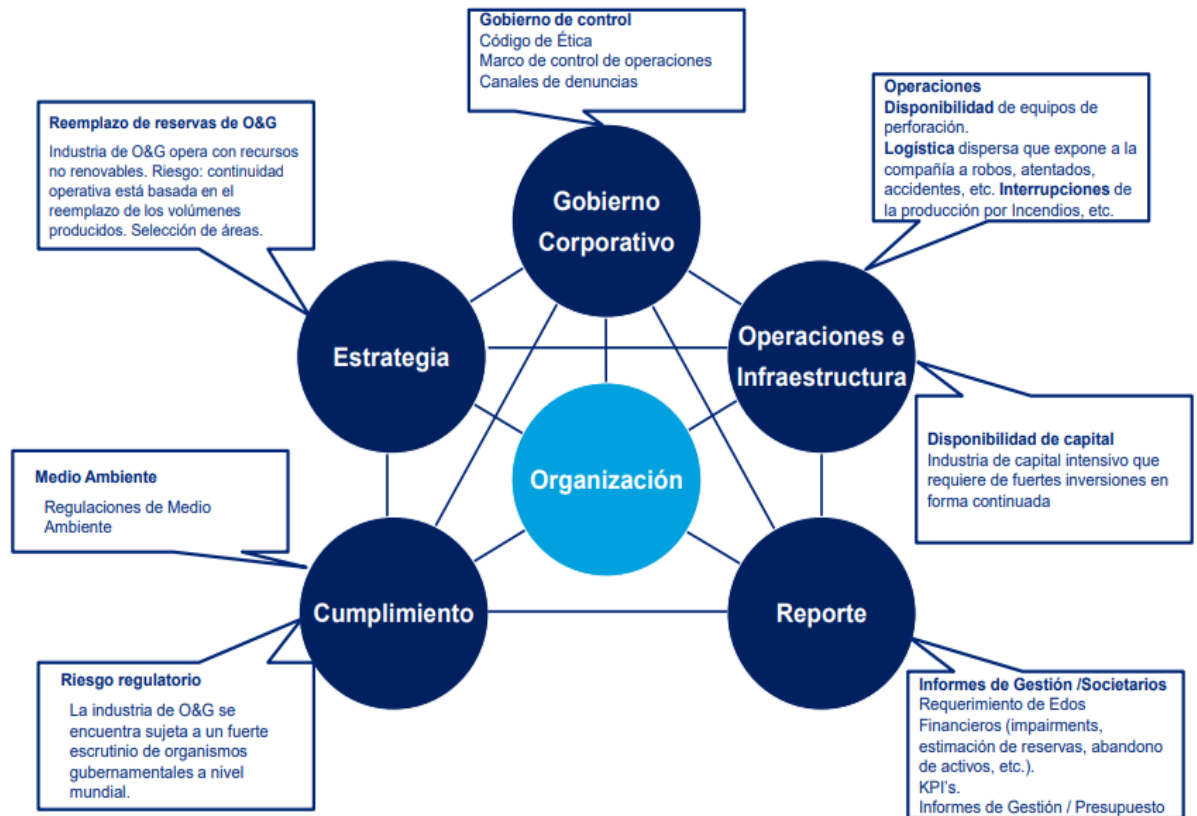 Gobierno de control
Código de Ética
Marco de control de operaciones
Canales de denuncias
Operaciones
Disponibilidad de equipos de
perforación.
Logística dispersa que expone a la
compañía a robos, atentados,
accidentes, etc. Interrupciones de
la producción por Incendios, etc.
Reemplazo de reservas de O&G
Industria de O&G opera con recursos
no renovables. Riesgo: continuidad
operativa está basada en el
reemplazo de los volúmenes
producidos. Selección de áreas.
Gobierno
Corporativo
Estrategia
Operaciones e
Infraestructura
Organización
Disponibilidad de capital
Industria de capital intensivo que
requiere de fuertes inversiones en
forma continuada
Medio Ambiente
Regulaciones de Medio
Ambiente
Cumplimiento
Reporte
Riesgo regulatorio
La industria de O&G se
encuentra sujeta a un fuerte
escrutinio de organismos
gubernamentales a nivel
mundial.
Informes de Gestión /Societarios
Requerimiento de Edos
Financieros (impairments,
estimación de reservas, abandono
de activos, etc.).
KPI's.
Informes de Gestión / Presupuesto